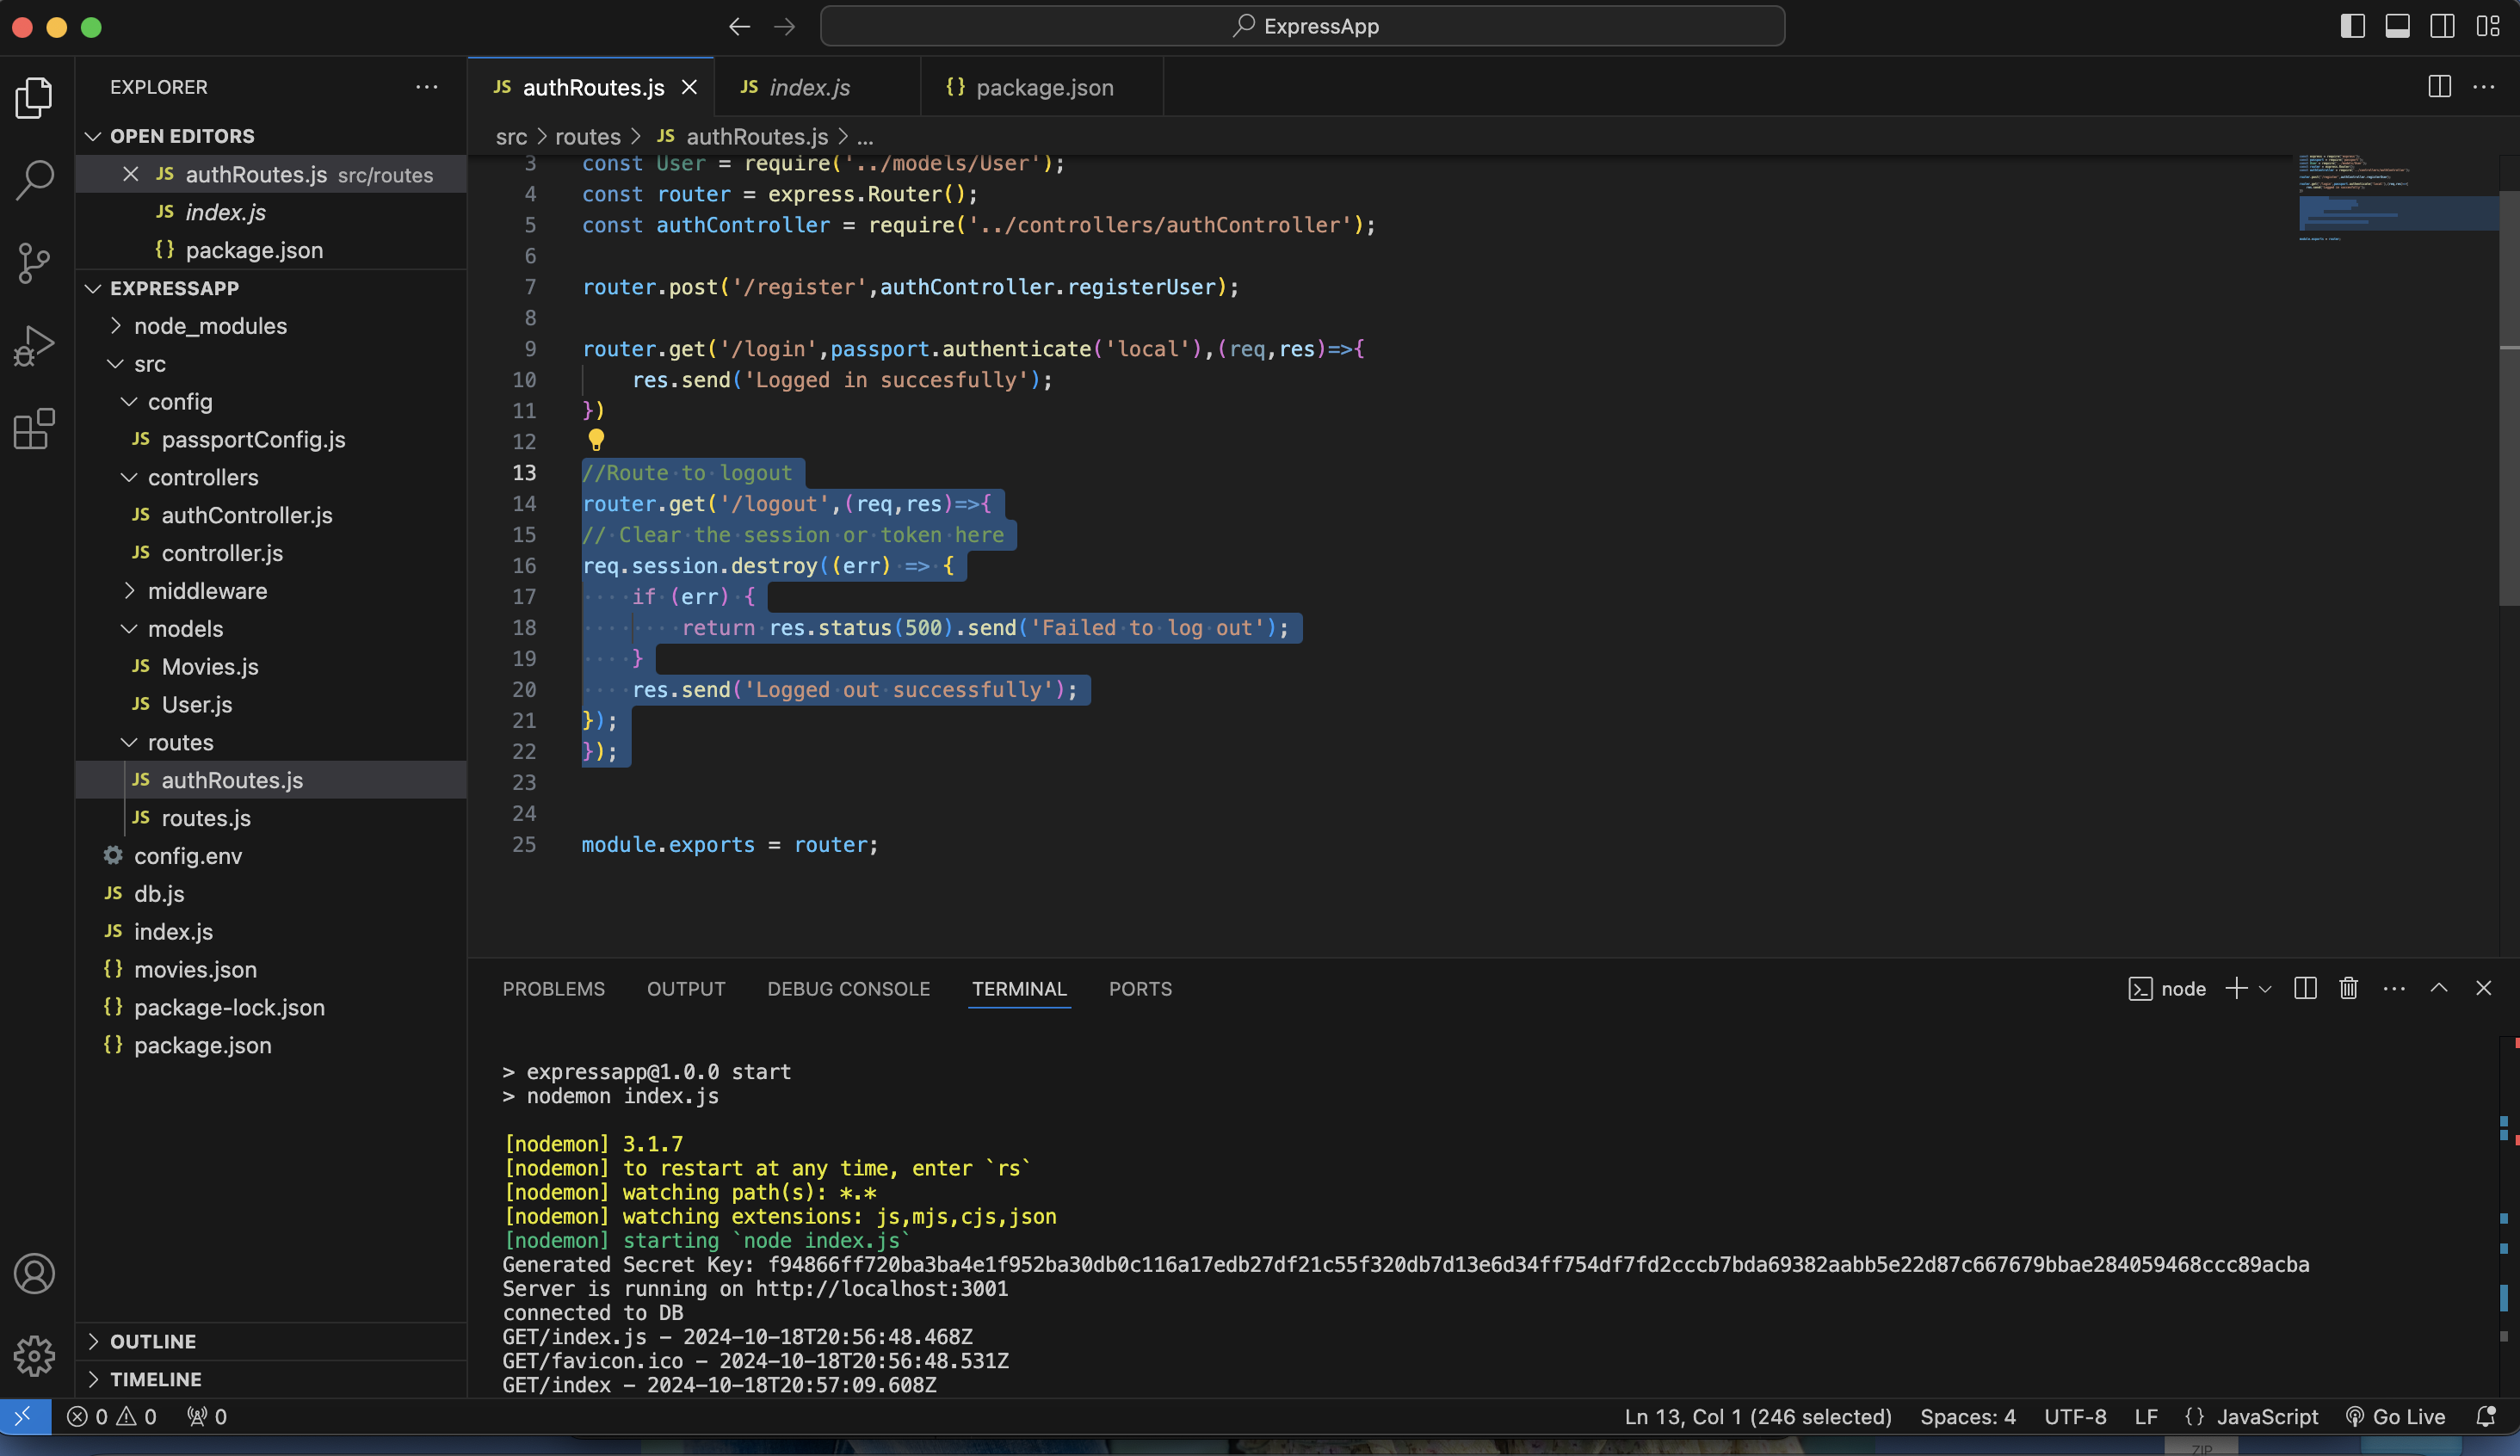 ExpressApp
EXPLORER
OPEN EDITORS
JS authRoutes.js src/routes
JS index.js
{} package.json
EXPRESSAPP
node_modules
src
config
JS passportConfig.js
controllers
JS authController.js
JS controller.js
middleware
models
JS Movies.js
JS User.js
routes
JS authRoutes.js
JS routes.js
config.env
JS db.js
JS index.js
{} movies.json
{} package-lock.json
{} package.json
OUTLINE
TIMELINE
JS authRoutes.js
JS index.js
{} package.json
src > routes > JS authRoutes.js > ...
3 const User = require('../models/User');
4 const router = express.Router();
5 const authController = require('../controllers/authController');
6
7 router.post('/register',authController.registerUser);
8
9 router.get('/login',passport.authenticate('local'),(req,res)=>{
10     res.send('Logged in succesfully');
11 })
12
13 //Route to logout
14 router.get('/logout',(req,res)=>{
15 // Clear the session or token here
16 req.session.destroy((err) => {
17     if (err) {
18         return res.status(500).send('Failed to log out');
19     }
20     res.send('Logged out successfully');
21 });
22 });
23
24
25 module.exports = router;
PROBLEMS OUTPUT DEBUG CONSOLE TERMINAL PORTS
node
> expressapp@1.0.0 start
> nodemon index.js
[nodemon] 3.1.7
[nodemon] to restart at any time, enter `rs`
[nodemon] watching path(s): *.*
[nodemon] watching extensions: js,mjs,cjs,json
[nodemon] starting `node index.js`
Generated Secret Key: f94866ff720ba3ba4e1f952ba30db0c116a17edb27df21c55f320db7d13e6d34ff754df7fd2cccb7bda69382aabb5e22d87c667679bbae284059468ccc89acba
Server is running on http://localhost:3001
connected to DB
GET/index.js - 2024-10-18T20:56:48.468Z
GET/favicon.ico - 2024-10-18T20:56:48.531Z
GET/index - 2024-10-18T20:57:09.608Z
0 0 0
Ln 13, Col 1 (246 selected) Spaces: 4 UTF-8 LF {} JavaScript Go Live
ZIP